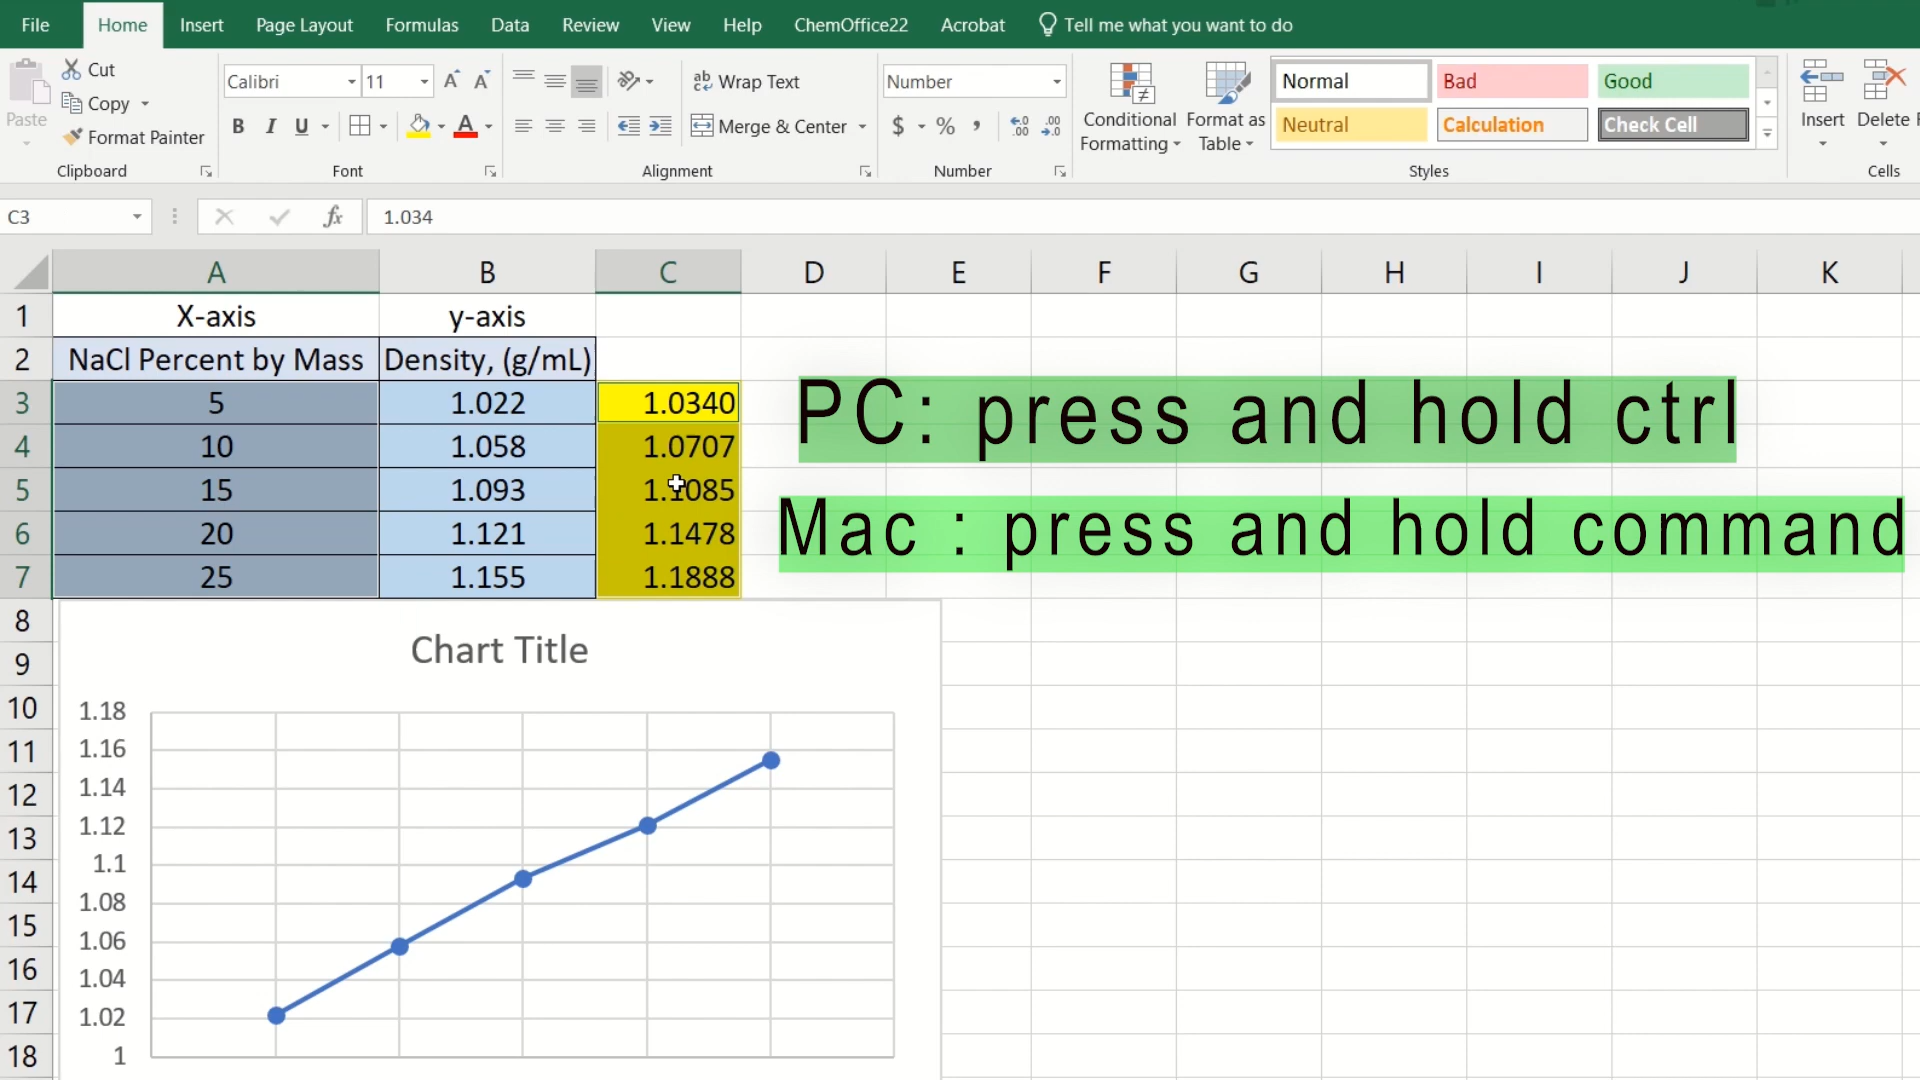 File Home Insert Page Layout Formulas Data Review View Help ChemOffice22 Acrobat Tell me what you want to do
Paste
Cut
Copy
Format Painter
Clipboard
Calibri 11
B I U
Font
Wrap Text
Merge & Center
Alignment
Number
$ % ,
Number
Conditional Formatting
Format as Table
Normal Bad Good
Neutral Calculation Check Cell
Styles
Insert Delete F
Cells
C3 fx 1.034
A B C D E F G H I J K
1 X-axis y-axis
2 NaCl Percent by Mass Density, (g/mL)
3 5 1.022 1.0340
4 10 1.058 1.0707
5 15 1.093 1.1085
6 20 1.121 1.1478
7 25 1.155 1.1888
PC: press and hold ctrl
Mac : press and hold command
8
9
10
11
12
13
14
15
16
17
18
Chart Title
1.18
1.16
1.14
1.12
1.1
1.08
1.06
1.04
1.02
1